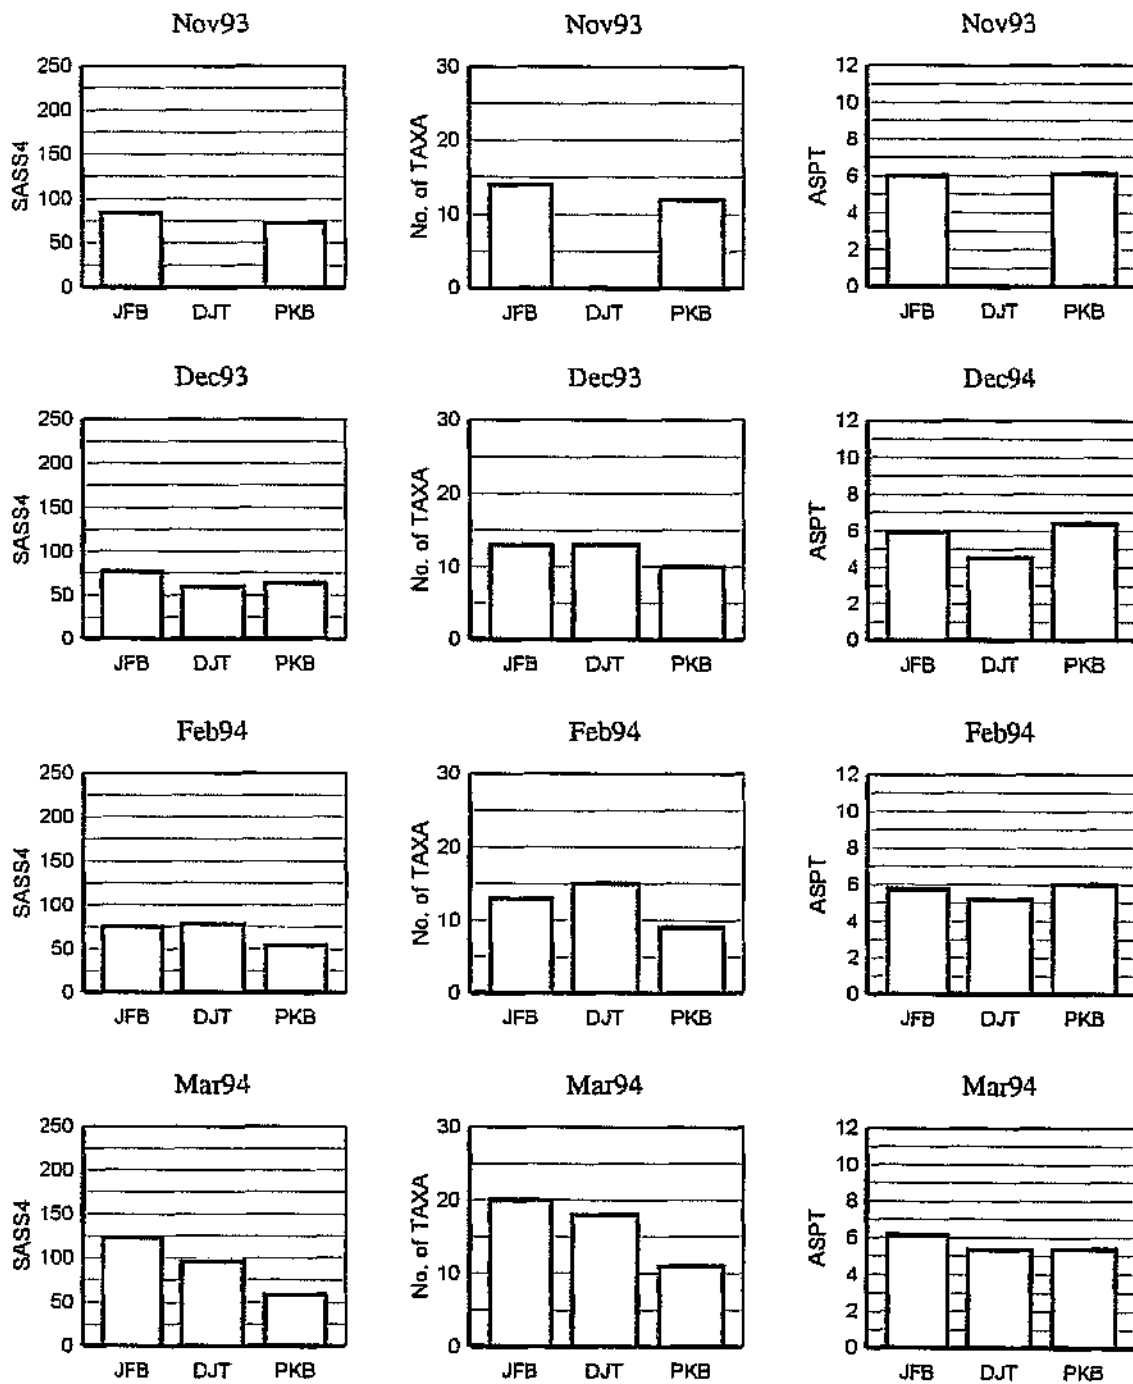 Nov93 Nov93 Nov93
SASS4
250
200
150
100
50
0
JFB DJT PKB
No. of TAXA
30
20
10
0
JFB DJT PKB
ASPT
12
10
8
6
4
2
0
JFB DJT PKB
Dec93 Dec93 Dec94
SASS4
250
200
150
100
50
0
JFB DJT PKB
No. of TAXA
30
20
10
0
JFB DJT PKB
ASPT
12
10
8
6
4
2
0
JFB DJT PKB
Feb94 Feb94 Feb94
SASS4
250
200
150
100
50
0
JFB DJT PKB
No. of TAXA
30
20
10
0
JFB DJT PKB
ASPT
12
10
8
6
4
2
0
JFB DJT PKB
Mar94 Mar94 Mar94
SASS4
250
200
150
100
50
0
JFB DJT PKB
No. of TAXA
30
20
10
0
JFB DJT PKB
ASPT
12
10
8
6
4
2
0
JFB DJT PKB